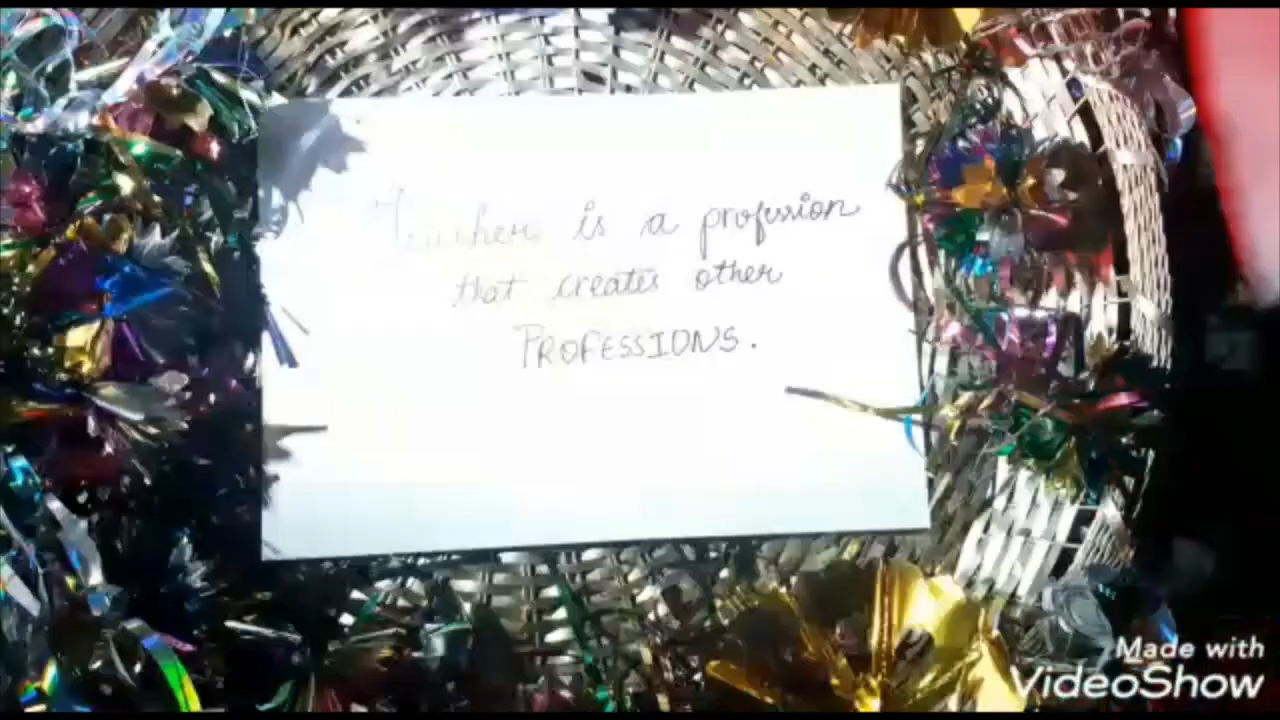 Teacher is a profession
that creates other
PROFESSIONS.
Made with
VideoShow